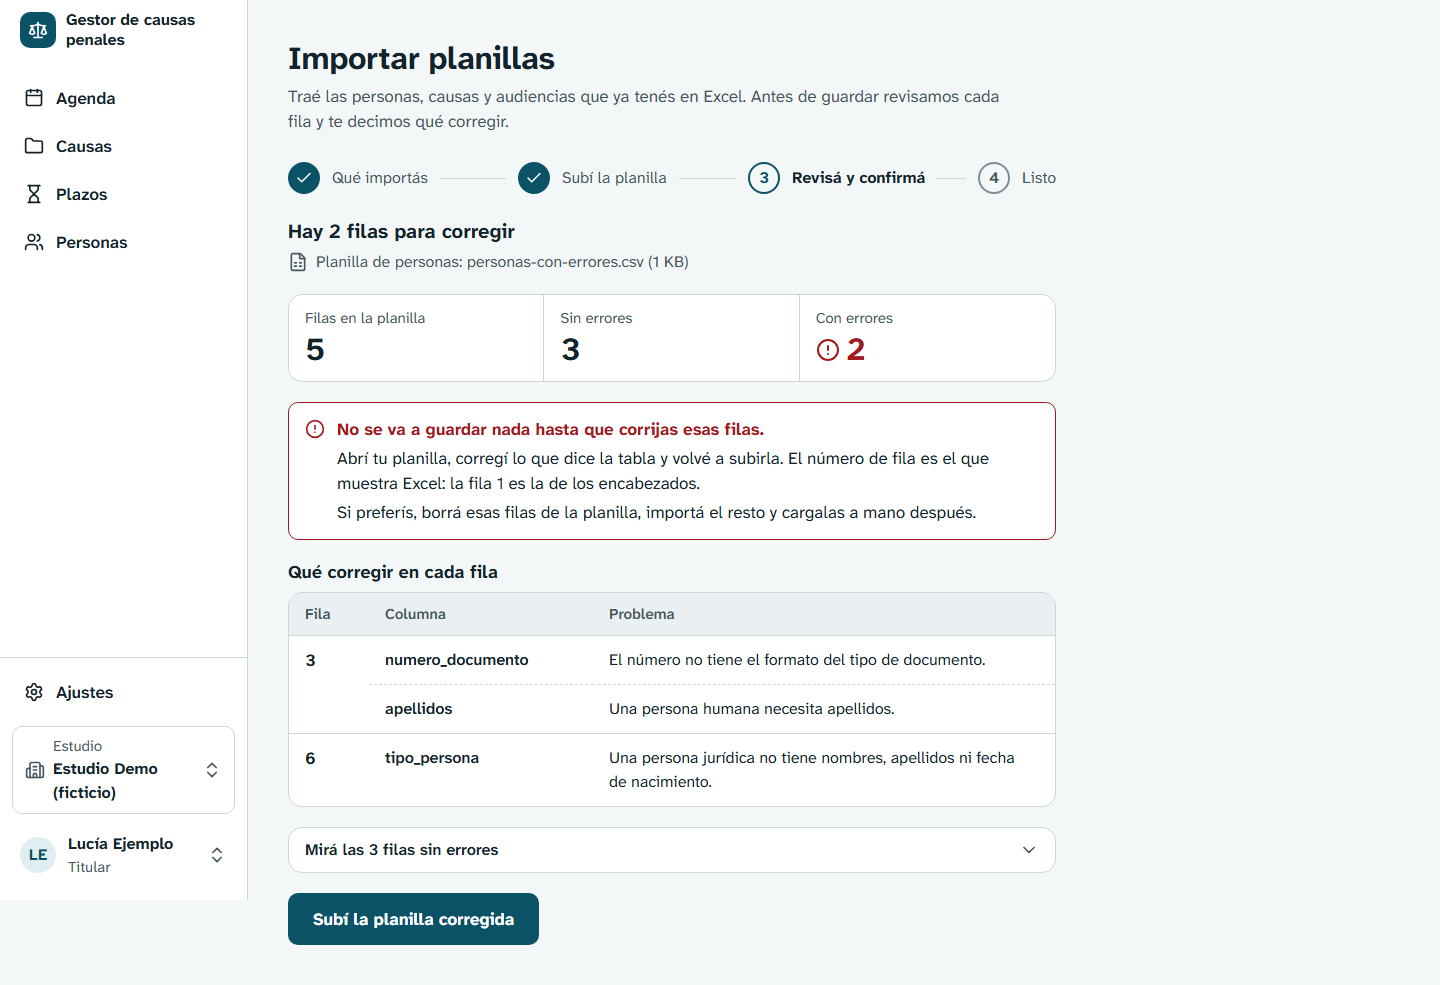 Gestor de causas
penales
Agenda
Causas
Plazos
Personas
Ajustes
Estudio
Estudio Demo
(ficticio)
LE
Lucía Ejemplo
Titular
Importar planillas
Traé las personas, causas y audiencias que ya tenés en Excel. Antes de guardar revisamos cada
fila y te decimos qué corregir.
Qué importás
Subí la planilla
3 Revisá y confirmá
4 Listo
Hay 2 filas para corregir
Planilla de personas: personas-con-errores.csv (1 KB)
Filas en la planilla
5
Sin errores
3
Con errores
2
No se va a guardar nada hasta que corrijas esas filas.
Abrí tu planilla, corregí lo que dice la tabla y volvé a subirla. El número de fila es el que
muestra Excel: la fila 1 es la de los encabezados.
Si preferís, borrá esas filas de la planilla, importá el resto y cargalas a mano después.
Qué corregir en cada fila
Fila Columna Problema
3 numero_documento El número no tiene el formato del tipo de documento.
apellidos Una persona humana necesita apellidos.
6 tipo_persona Una persona jurídica no tiene nombres, apellidos ni fecha
de nacimiento.
Mirá las 3 filas sin errores
Subí la planilla corregida